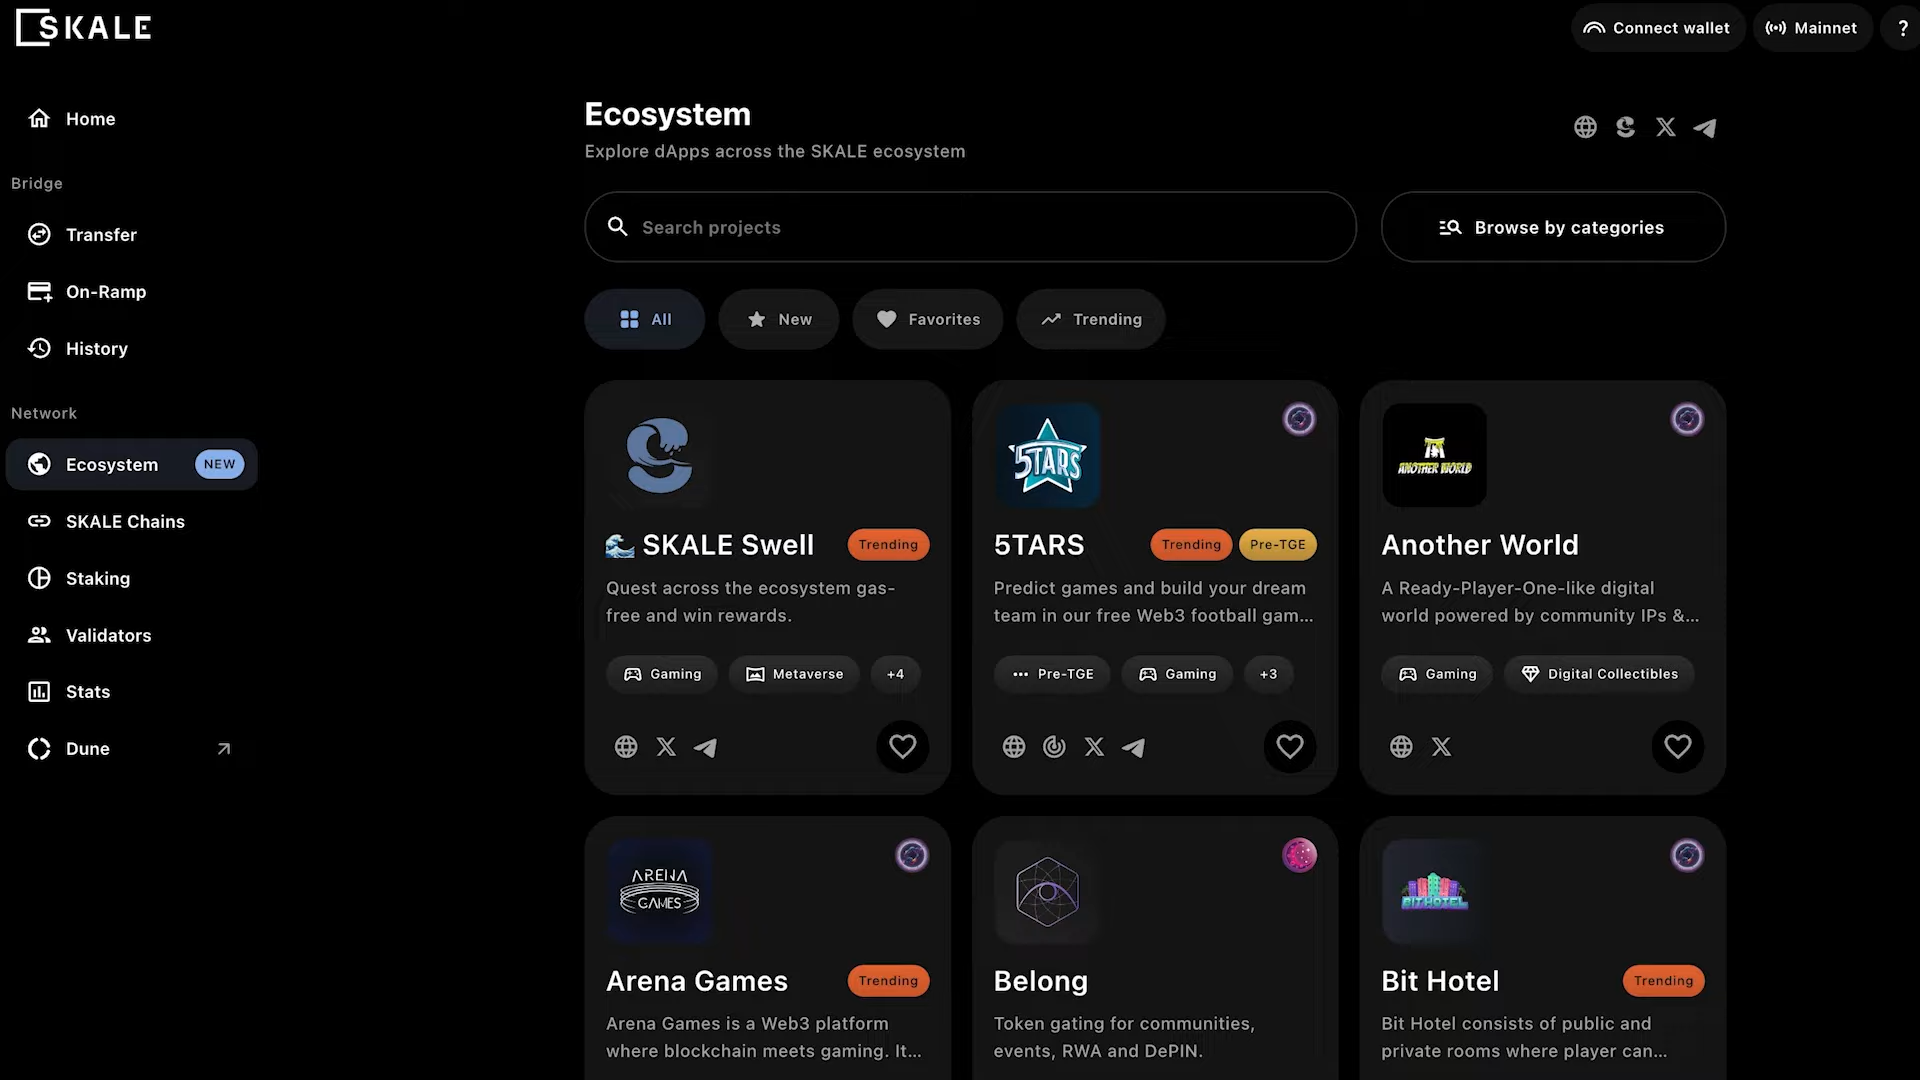 SKALE
Connect wallet
Mainnet
?
Home
Bridge
Transfer
On-Ramp
History
Network
Ecosystem NEW
SKALE Chains
Staking
Validators
Stats
Dune
Ecosystem
Explore dApps across the SKALE ecosystem
Search projects
Browse by categories
All
New
Favorites
Trending
🌊 SKALE Swell Trending
Quest across the ecosystem gas-
free and win rewards.
Gaming Metaverse +4
5TARS
5TARS Trending Pre-TGE
Predict games and build your dream
team in our free Web3 football gam...
Pre-TGE Gaming +3
ANOTHER WORLD
Another World
A Ready-Player-One-like digital
world powered by community IPs &...
Gaming Digital Collectibles
ARENA
GAMES
Arena Games Trending
Arena Games is a Web3 platform
where blockchain meets gaming. It...
Belong
Token gating for communities,
events, RWA and DePIN.
BIT HOTEL
Bit Hotel Trending
Bit Hotel consists of public and
private rooms where player can...